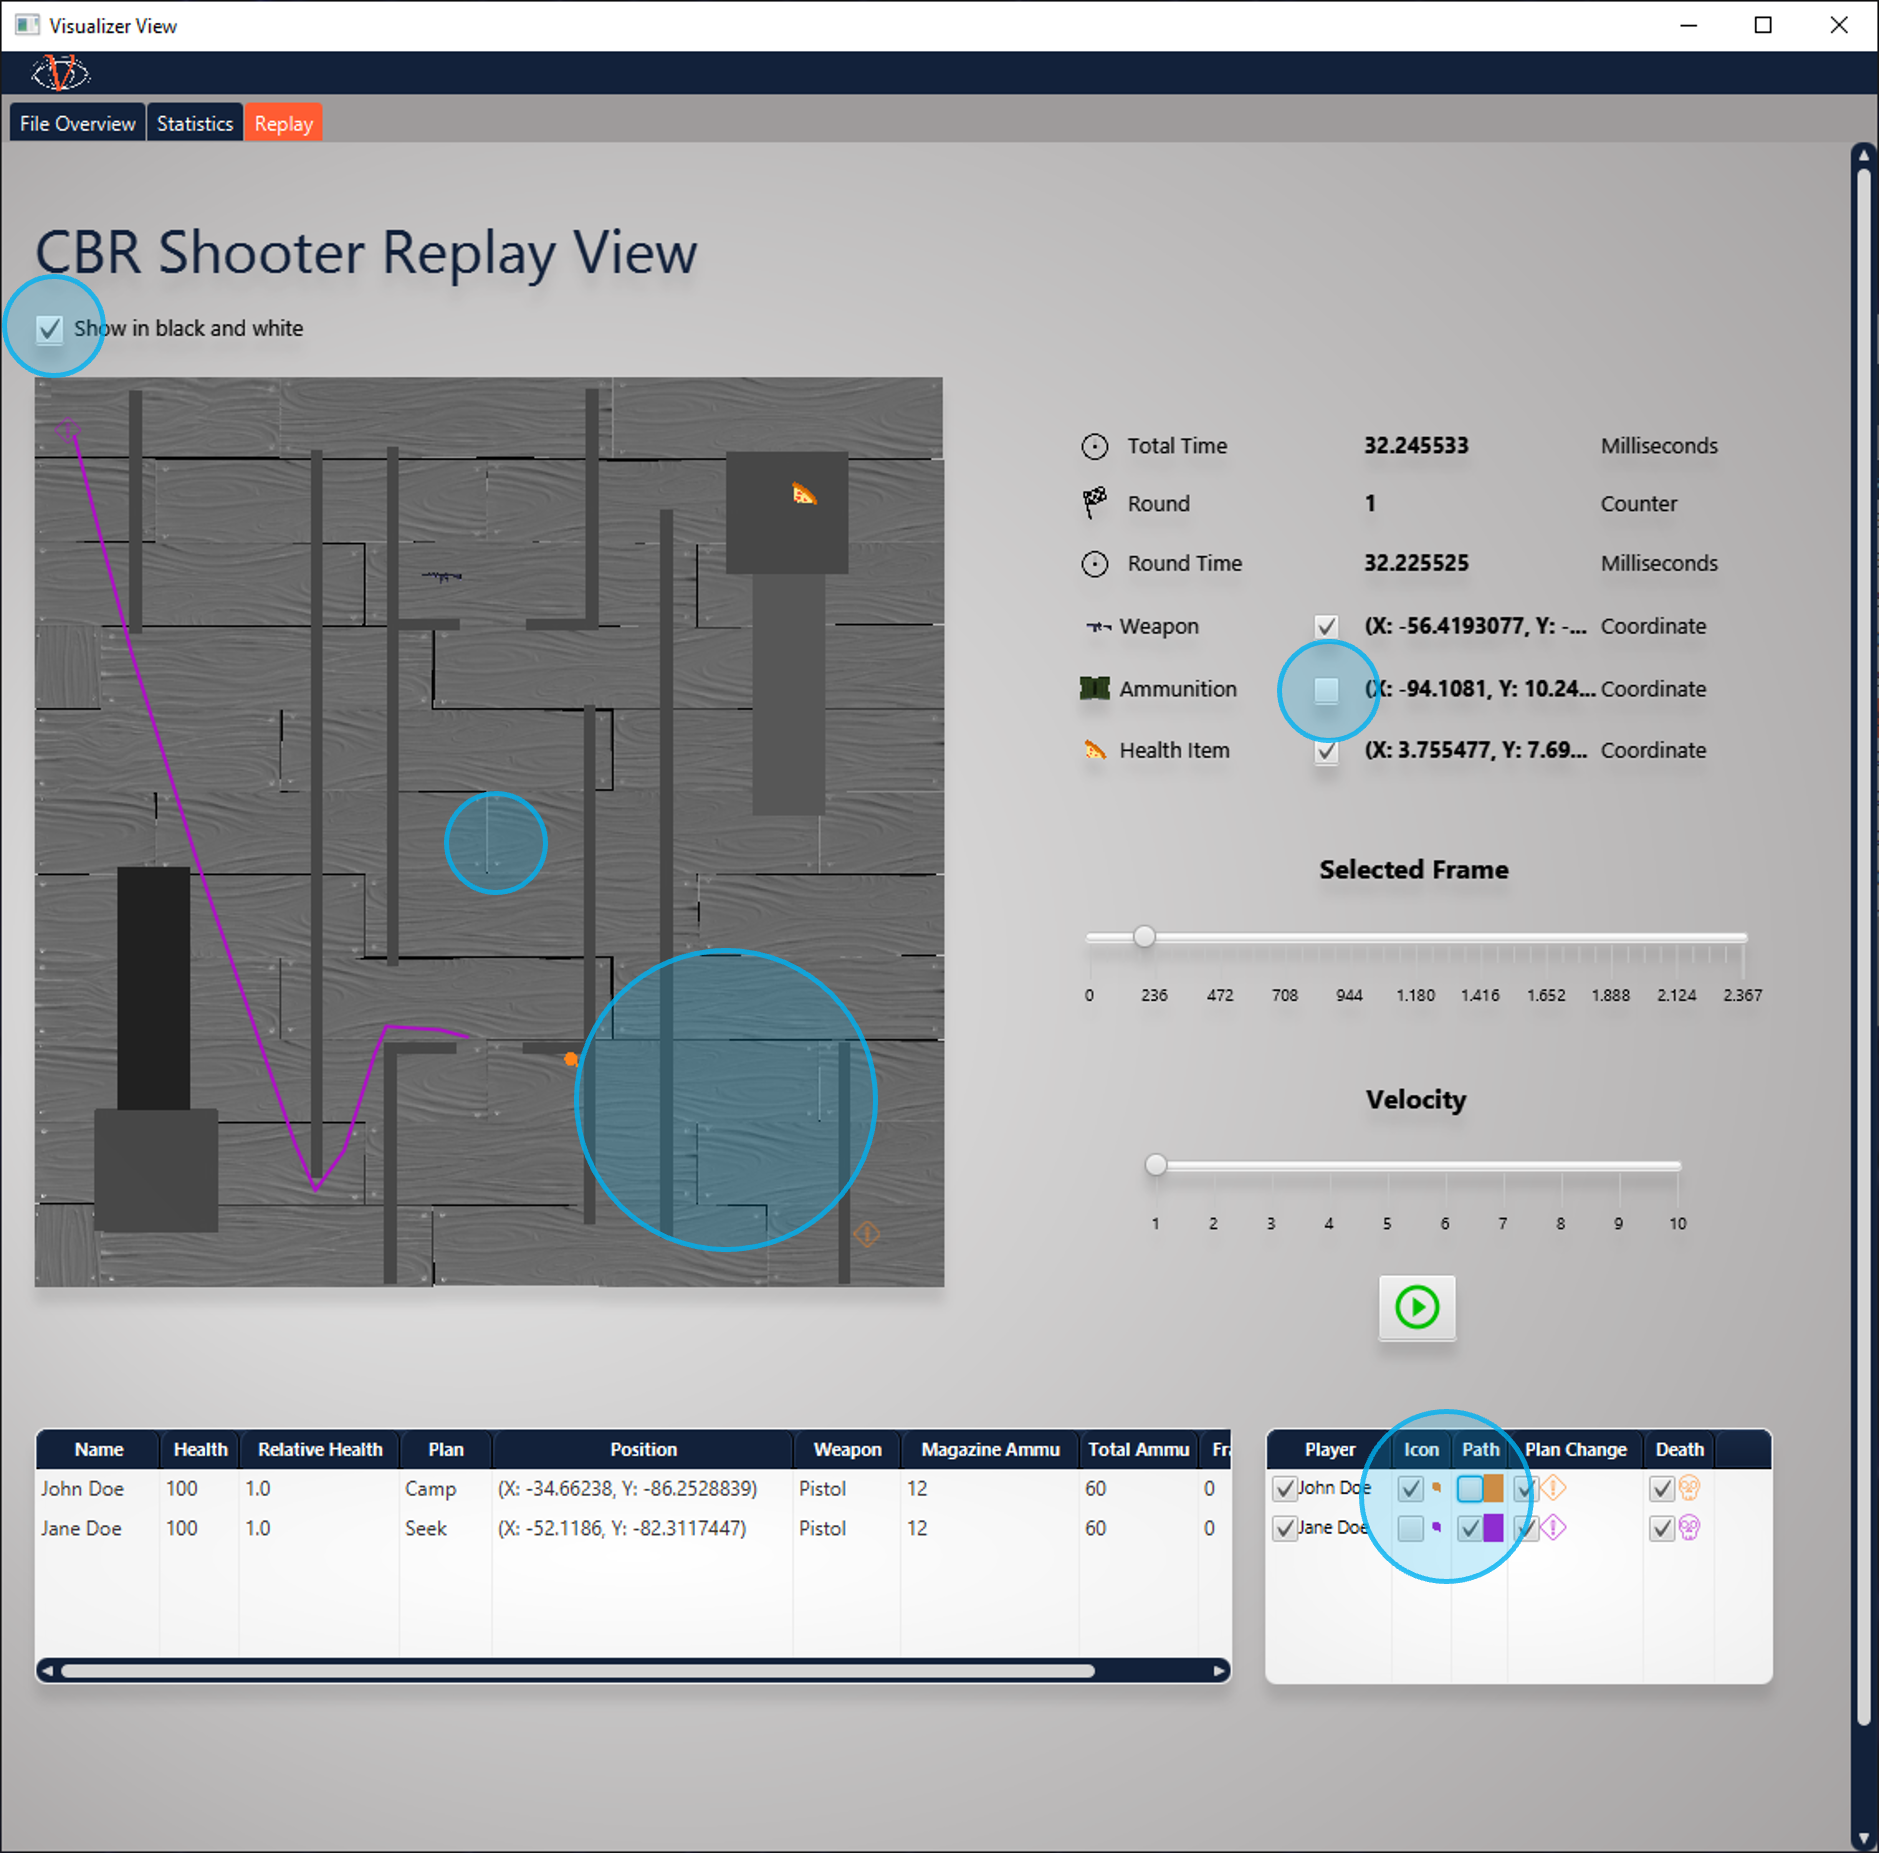 Visualizer View
File Overview Statistics Replay
CBR Shooter Replay View
Show in black and white
Total Time 32.245533 Milliseconds
Round 1 Counter
Round Time 32.225525 Milliseconds
Weapon (X: -56.4193077, Y: -... Coordinate
Ammunition (X: -94.1081, Y: 10.24... Coordinate
Health Item (X: 3.755477, Y: 7.69... Coordinate
Selected Frame
0 236 472 708 944 1.180 1.416 1.652 1.888 2.124 2.367
Velocity
1 2 3 4 5 6 7 8 9 10
Name Health Relative Health Plan Position Weapon Magazine Ammu Total Ammu Fr
John Doe 100 1.0 Camp (X: -34.66238, Y: -86.2528839) Pistol 12 60 0
Jane Doe 100 1.0 Seek (X: -52.1186, Y: -82.3117447) Pistol 12 60 0
Player Icon Path Plan Change Death
John Doe
Jane Doe